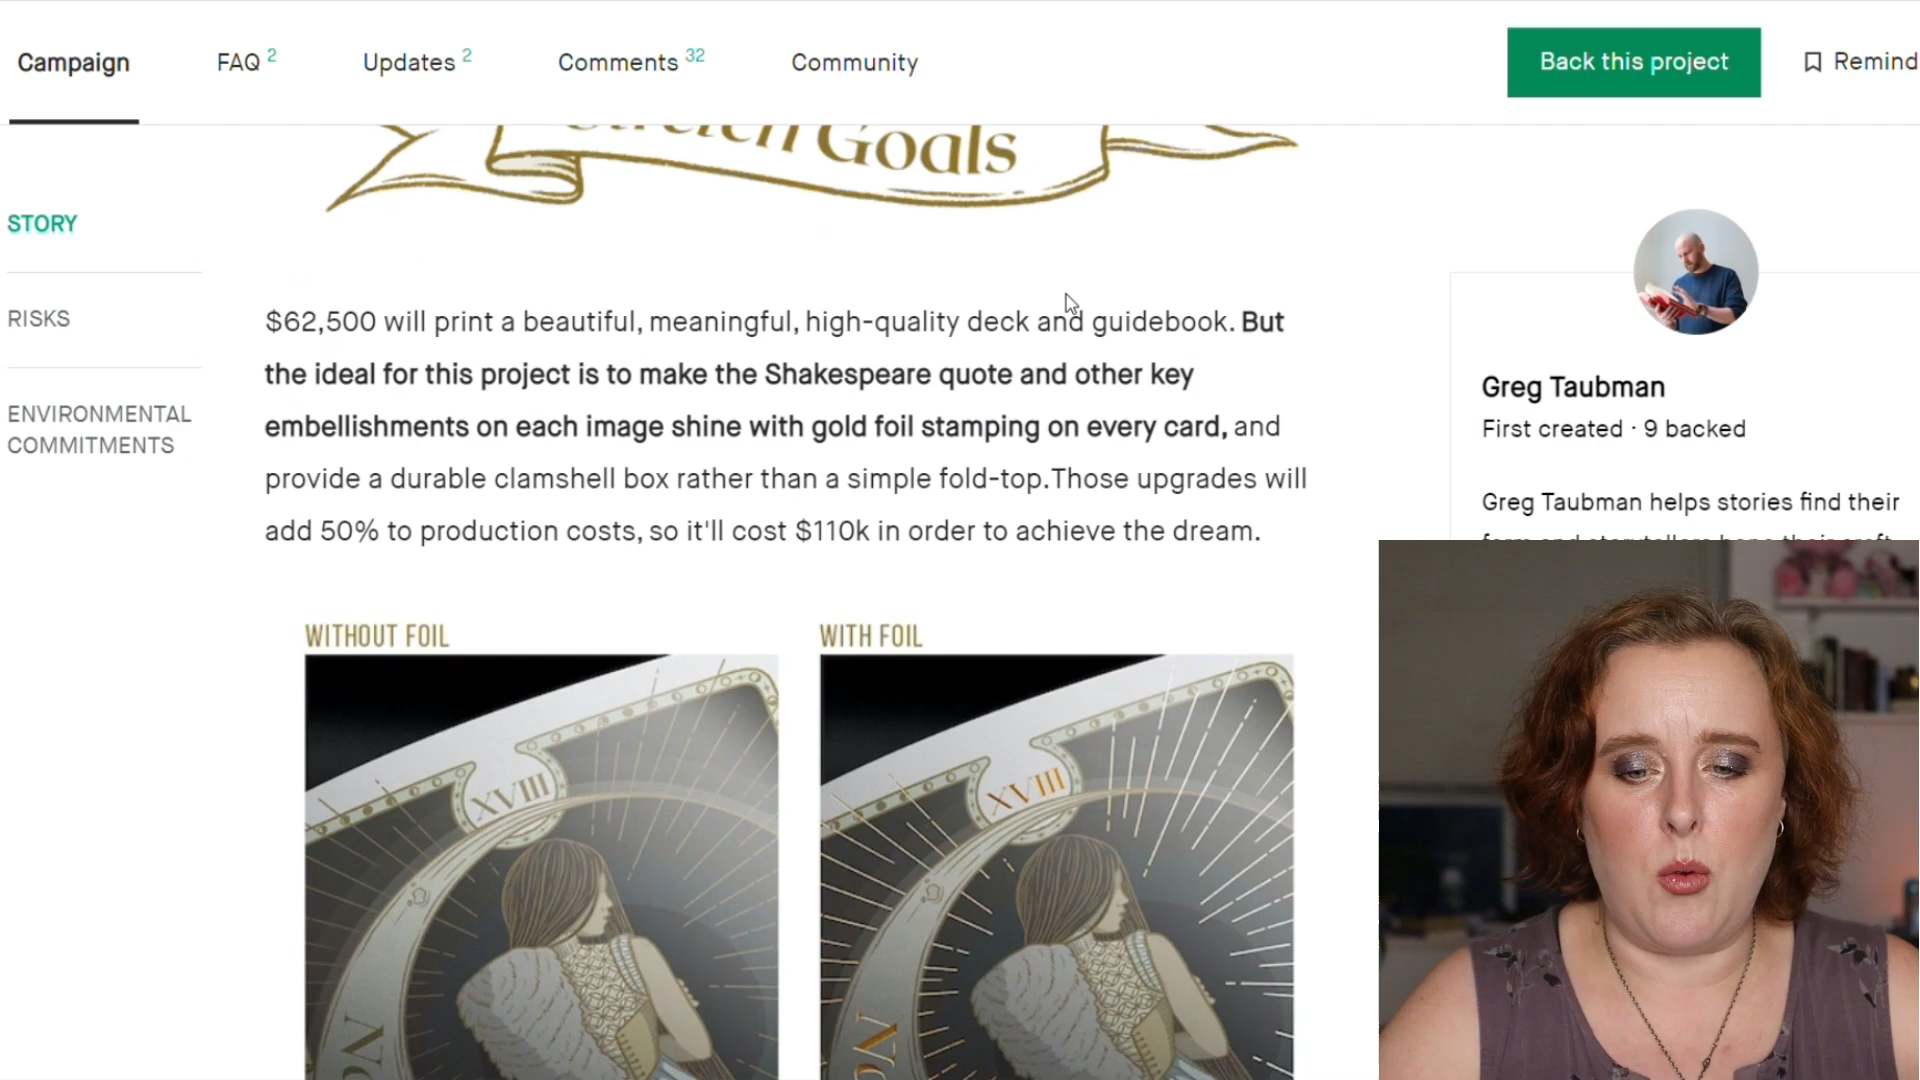 Campaign
FAQ 2
Updates 2
Comments 32
Community
Back this project
Remind
Stretch Goals
STORY
RISKS
ENVIRONMENTAL
COMMITMENTS
$62,500 will print a beautiful, meaningful, high-quality deck and guidebook. But
the ideal for this project is to make the Shakespeare quote and other key
embellishments on each image shine with gold foil stamping on every card, and
provide a durable clamshell box rather than a simple fold-top.Those upgrades will
add 50% to production costs, so it'll cost $110k in order to achieve the dream.
Greg Taubman
First created · 9 backed
Greg Taubman helps stories find their
WITHOUT FOIL
WITH FOIL
XVIII
XVIII